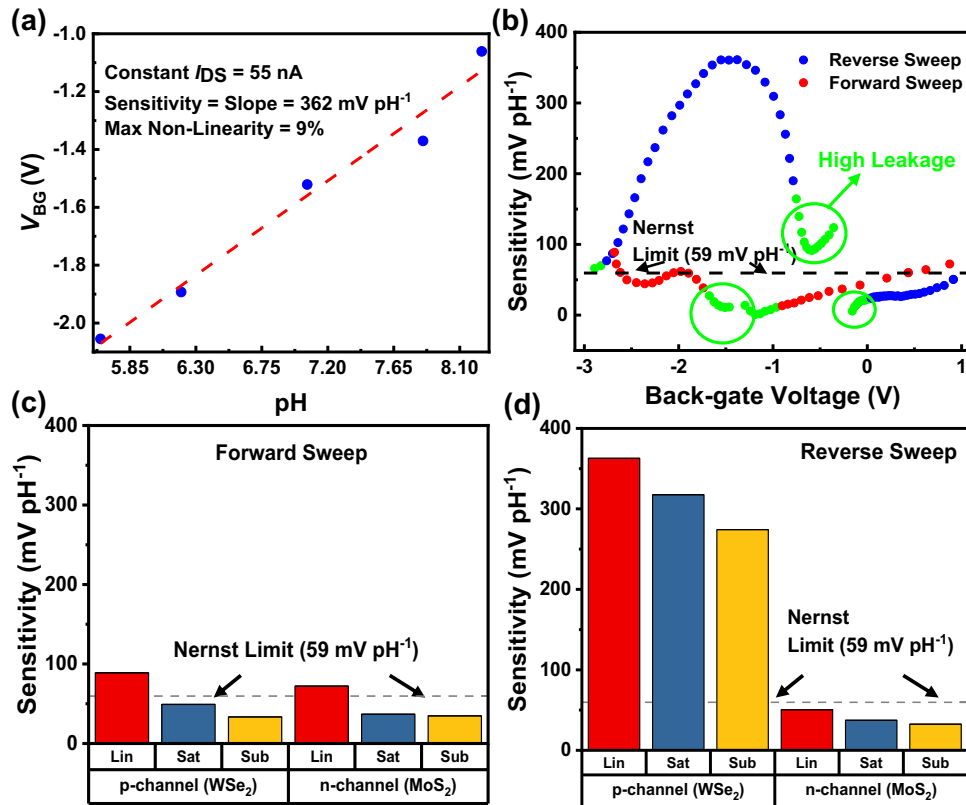 (a)
-1.0
-1.2
-1.4
-1.6
-1.8
-2.0
V_BG (V)
Constant I_DS = 55 nA
Sensitivity = Slope = 362 mV pH⁻¹
Max Non-Linearity = 9%
5.85 6.30 6.75 7.20 7.65 8.10
pH
(b)
400
300
200
100
0
Sensitivity (mV pH⁻¹)
Reverse Sweep
Forward Sweep
High Leakage
Nernst
Limit (59 mV pH⁻¹)
-3 -2 -1 0 1
Back-gate Voltage (V)
(c)
400
300
200
100
0
Sensitivity (mV pH⁻¹)
Forward Sweep
Nernst Limit (59 mV pH⁻¹)
Lin Sat Sub Lin Sat Sub
p-channel (WSe₂) n-channel (MoS₂)
(d)
400
300
200
100
0
Sensitivity (mV pH⁻¹)
Reverse Sweep
Nernst
Limit (59 mV pH⁻¹)
Lin Sat Sub Lin Sat Sub
p-channel (WSe₂) n-channel (MoS₂)